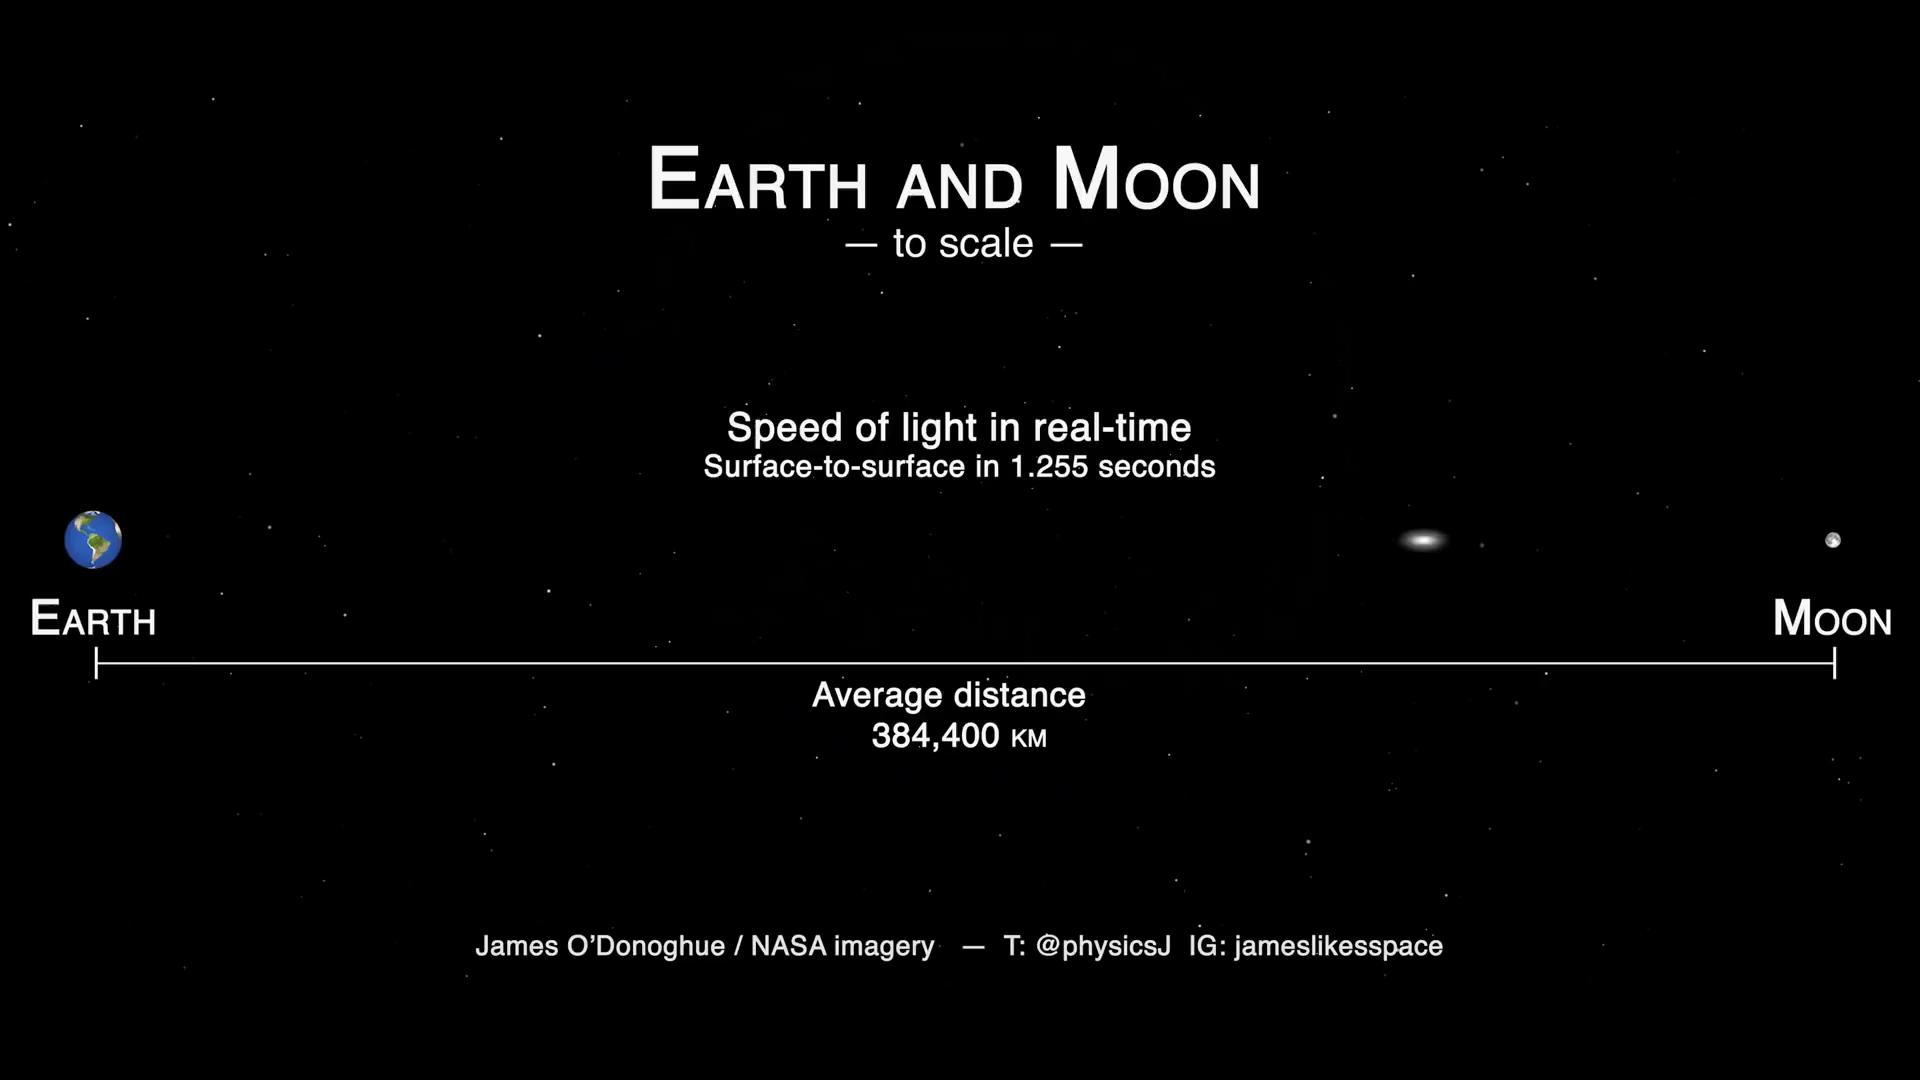 EARTH AND MOON
— to scale —
Speed of light in real-time
Surface-to-surface in 1.255 seconds
EARTH
MOON
Average distance
384,400 KM
James O’Donoghue / NASA imagery — T: @physicsJ IG: jameslikesspace